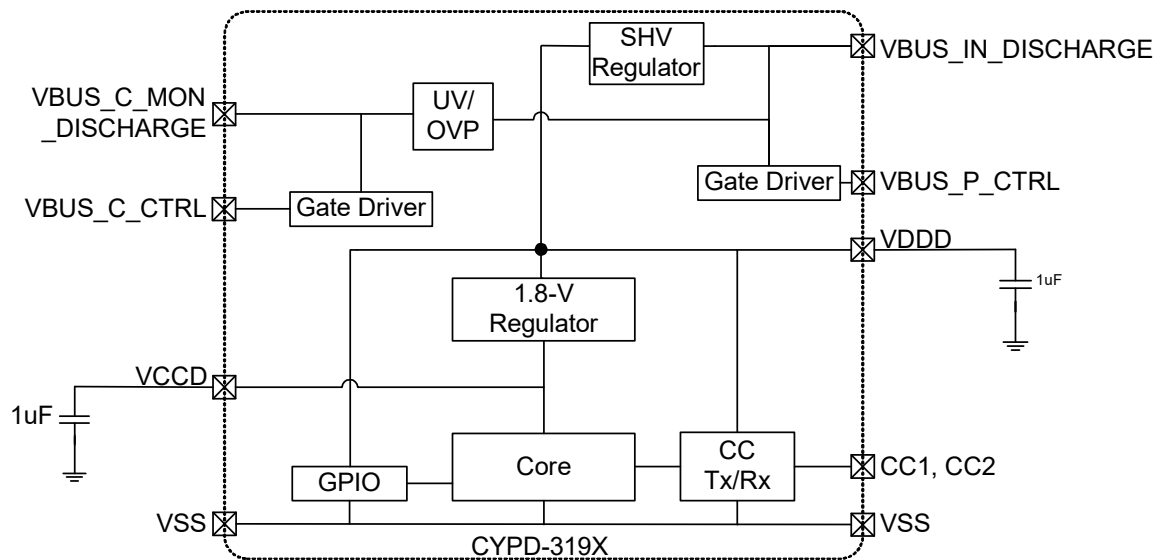 SHV
Regulator
VBUS_IN_DISCHARGE
VBUS_C_MON
_DISCHARGE
UV/
OVP
VBUS_C_CTRL
Gate Driver
Gate Driver
VBUS_P_CTRL
VDDD
1uF
1.8-V
Regulator
VCCD
1uF
Core
CC
Tx/Rx
CC1, CC2
GPIO
VSS
VSS
CYPD-319X